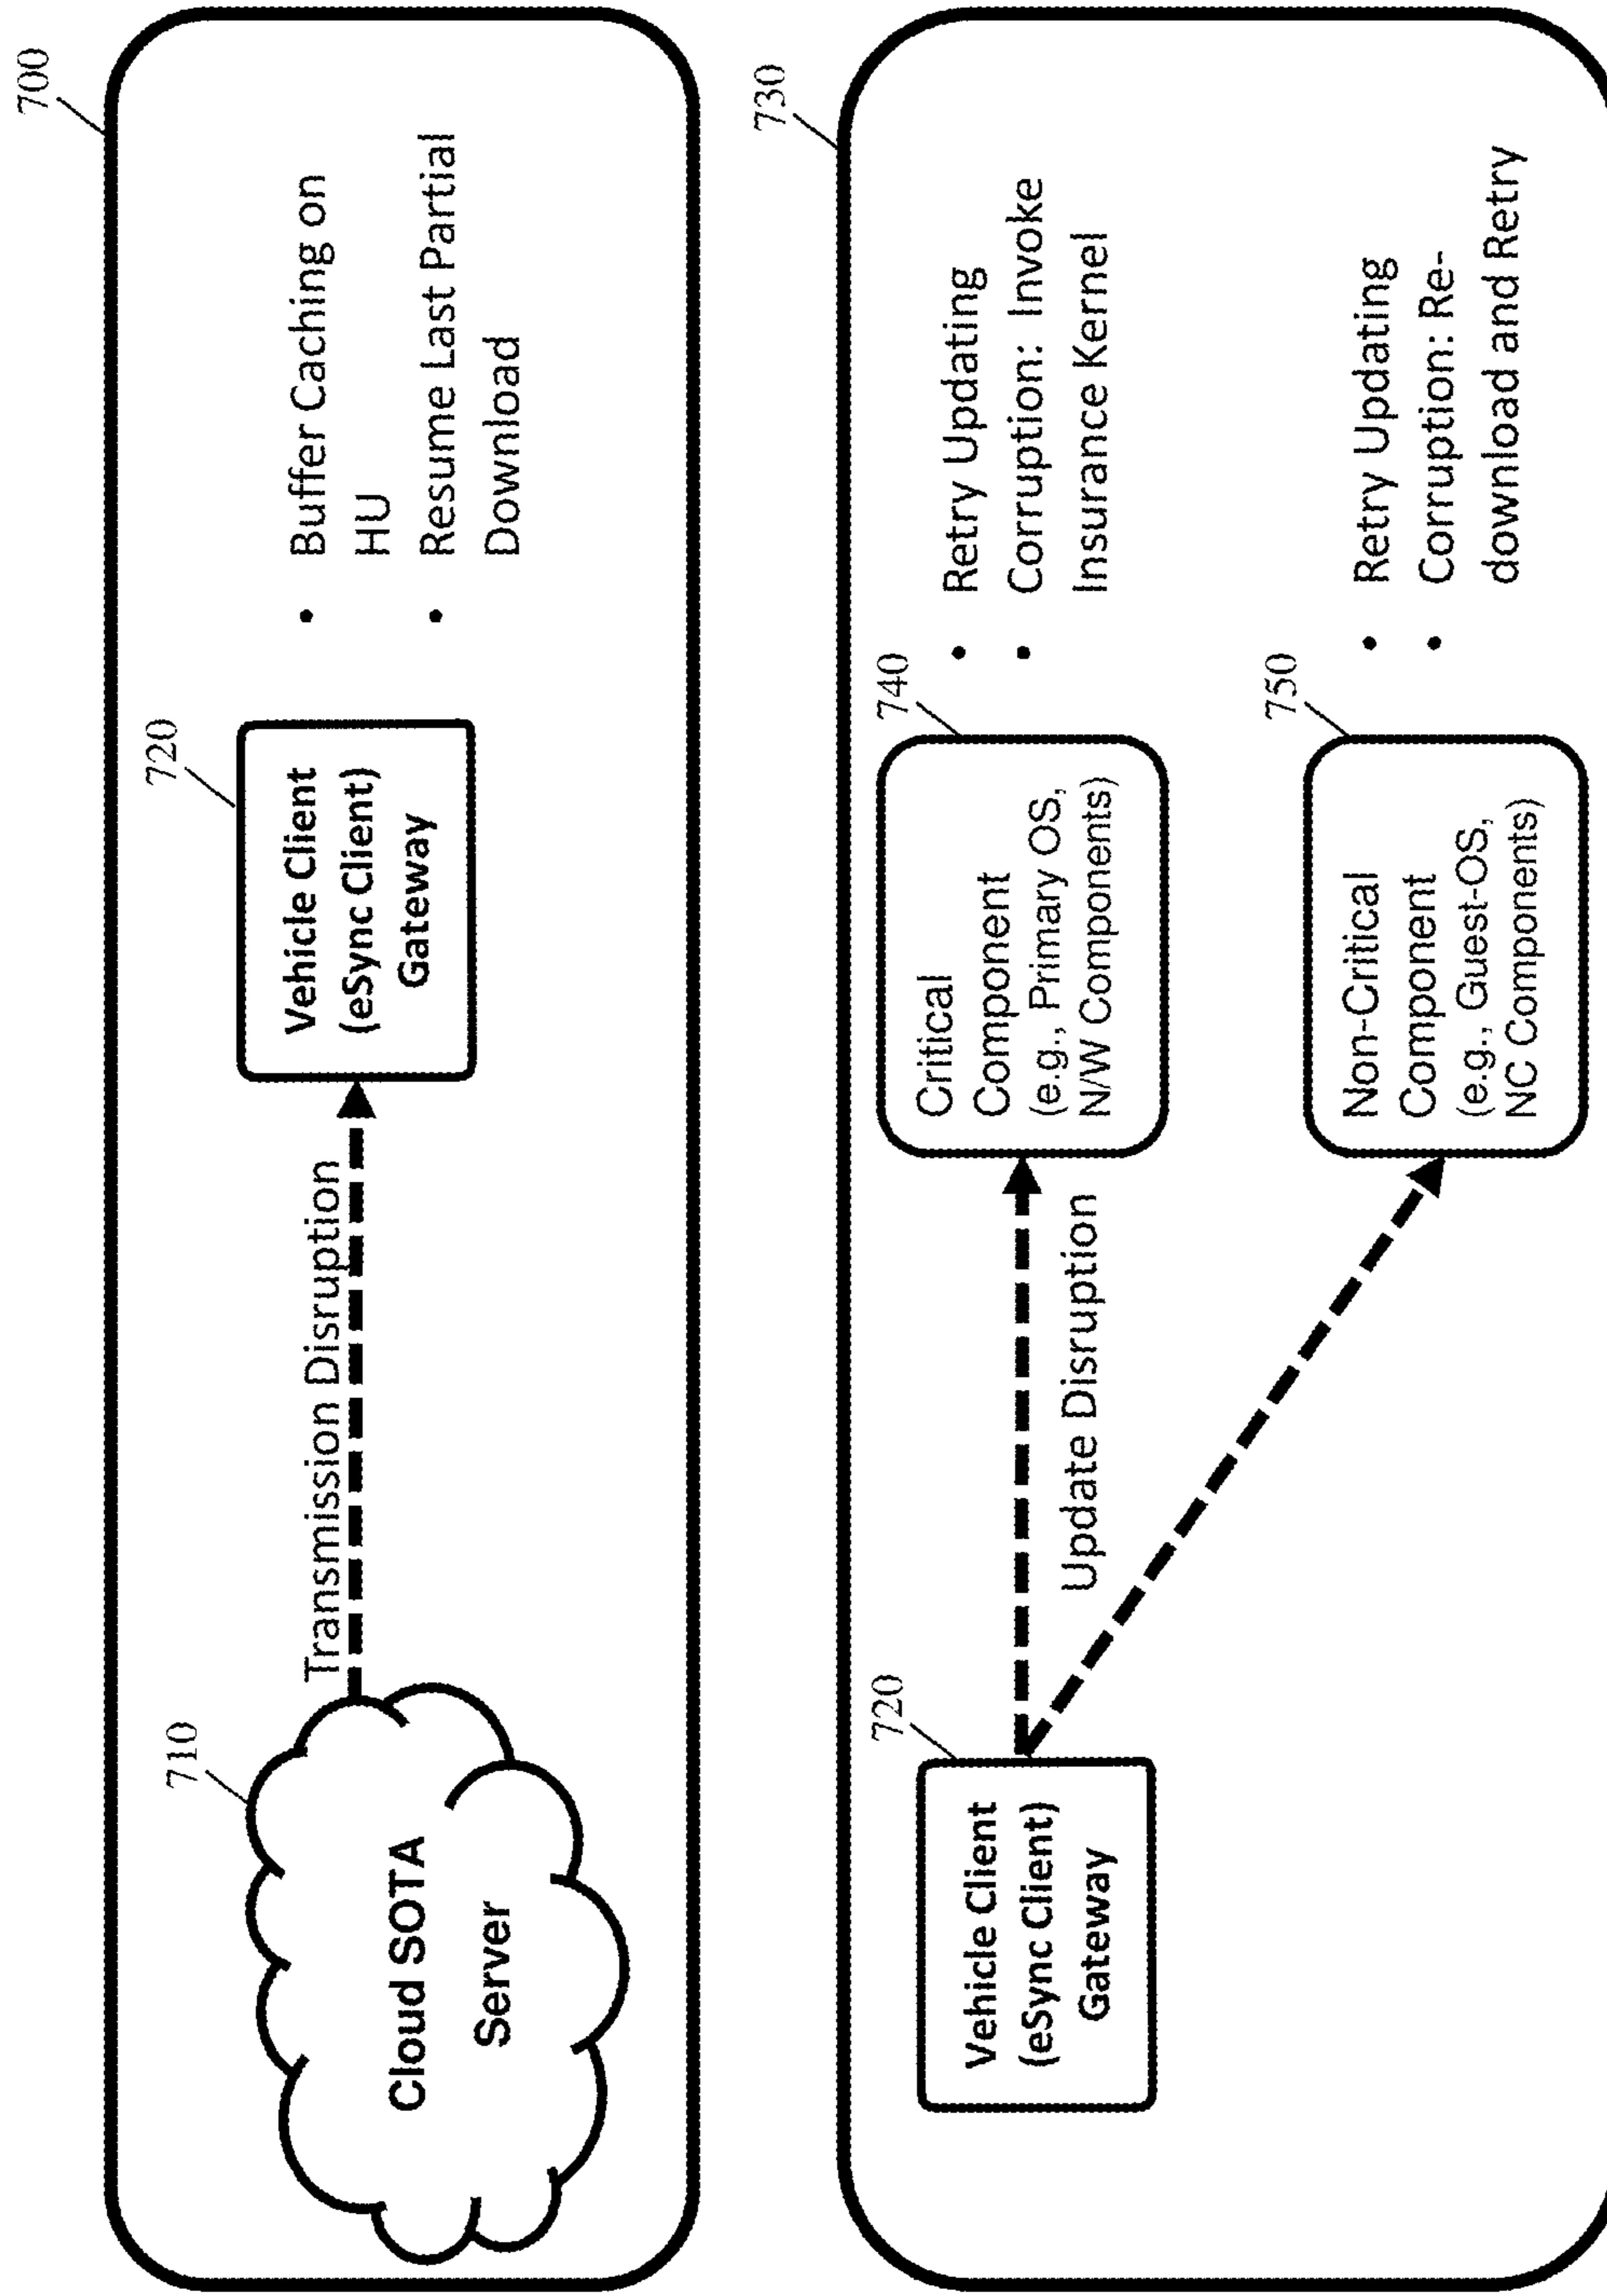 700
710
Cloud SOTA
Server
Transmission Disruption
720
Vehicle Client
(eSync Client)
Gateway
• Buffer Caching on
HU
• Resume Last Partial
Download
730
720
Vehicle Client
(eSync Client)
Gateway
Update Disruption
740
Critical
Component
(e.g., Primary OS,
N/W Components)
• Retry Updating
• Corruption: Invoke
Insurance Kernel
750
Non-Critical
Component
(e.g., Guest-OS,
NC Components)
• Retry Updating
• Corruption: Re-
download and Retry